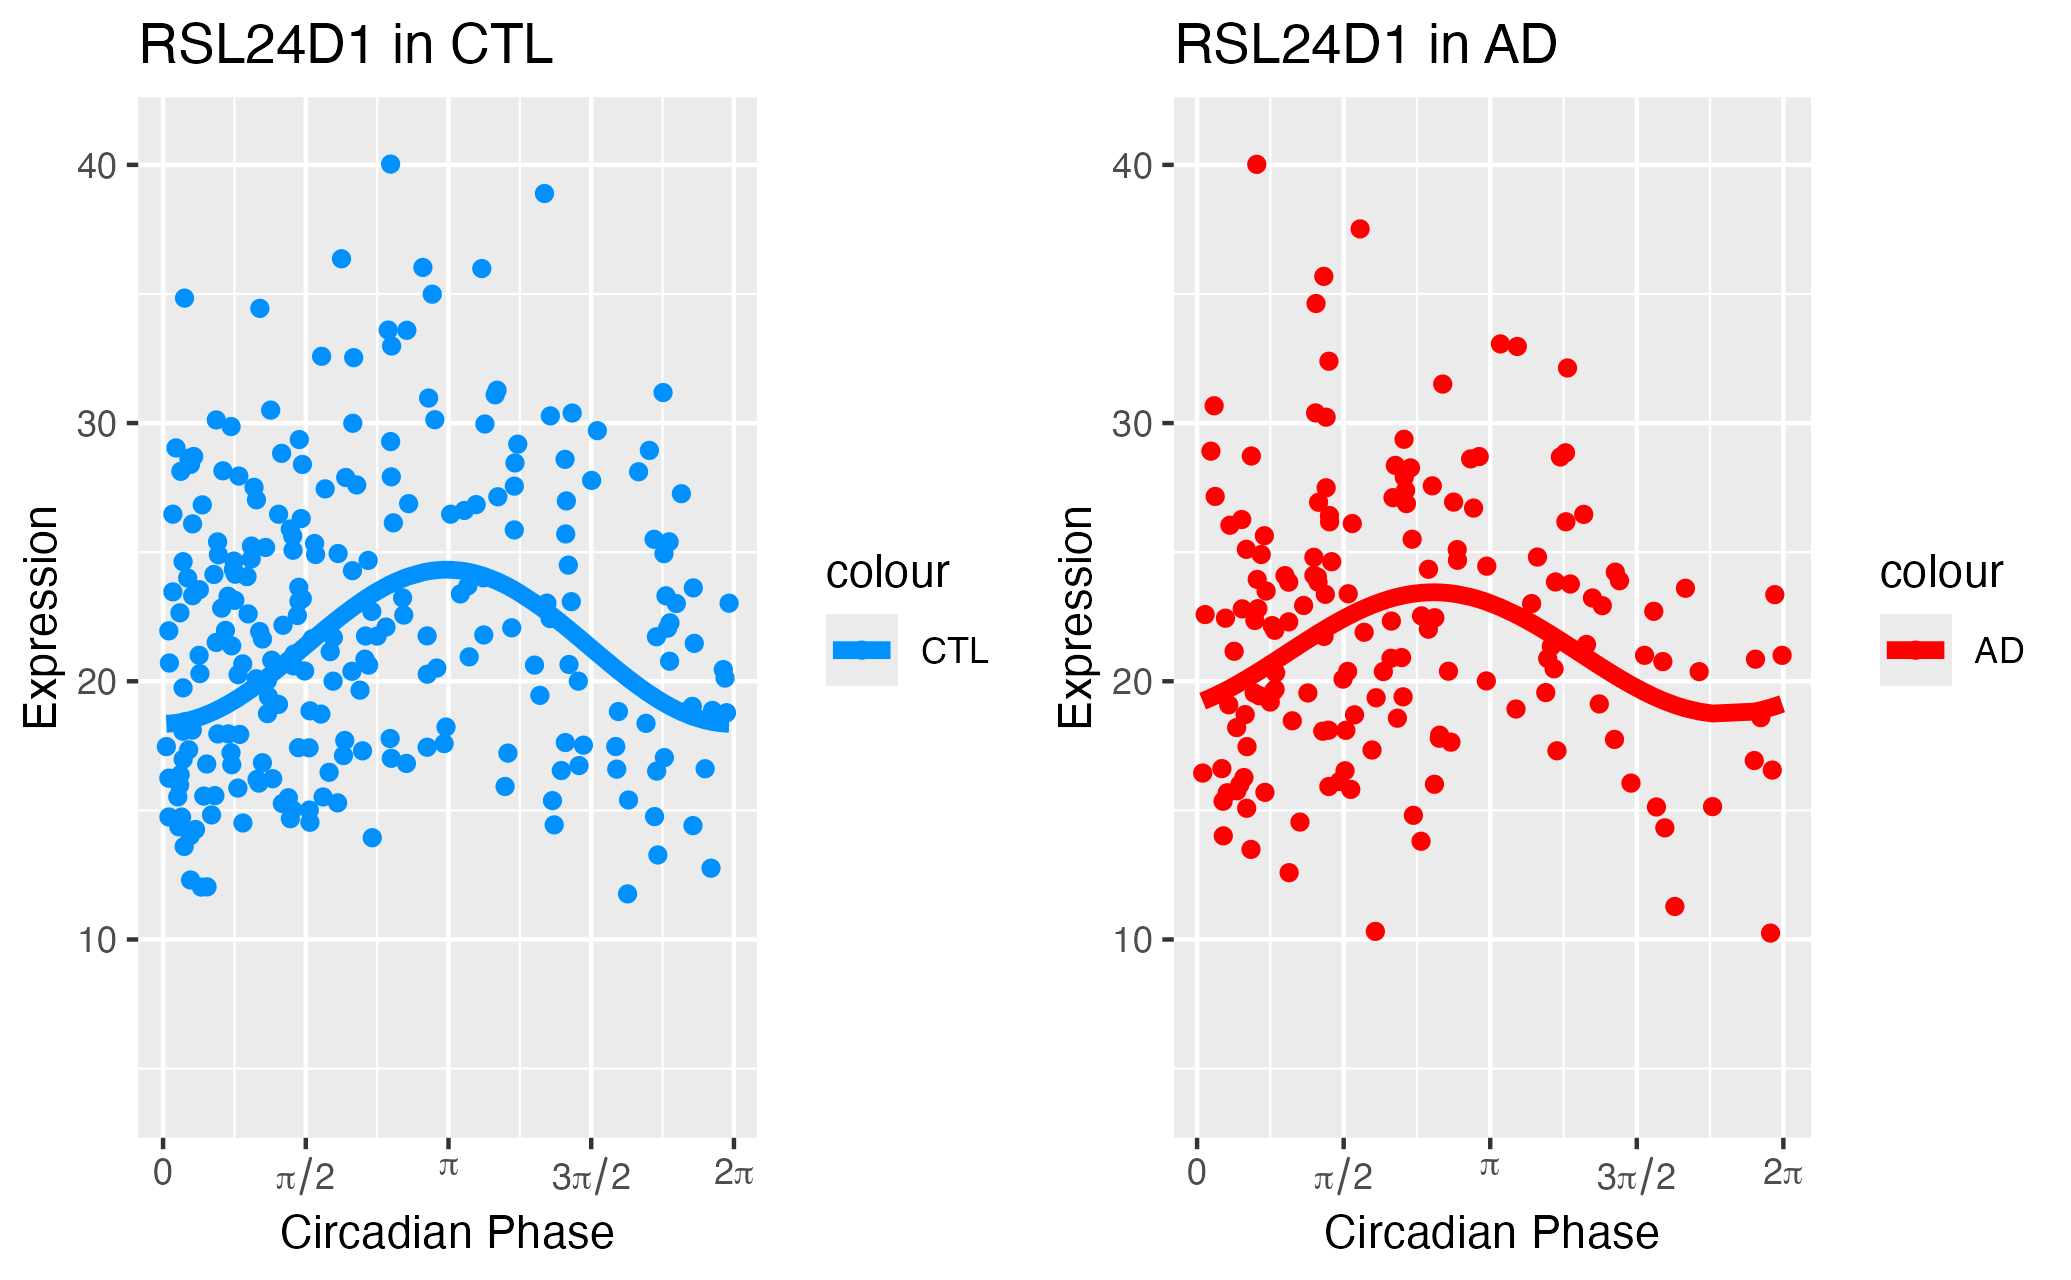 RSL24D1 in CTL
40
30
20
10
Expression
0 π/2 π 3π/2 2π
Circadian Phase
colour
CTL
RSL24D1 in AD
40
30
20
10
Expression
0 π/2 π 3π/2 2π
Circadian Phase
colour
AD